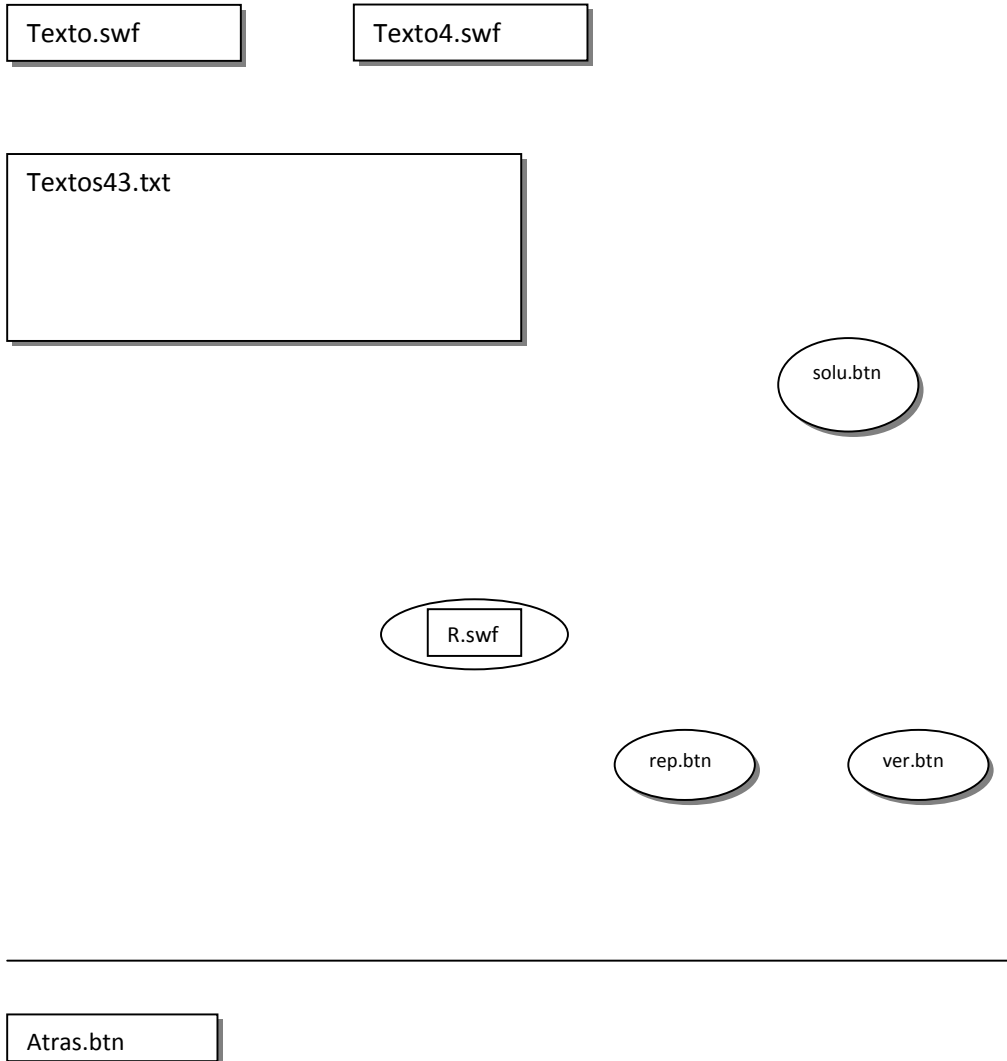 Texto.swf
Texto4.swf
Textos43.txt
solu.btn
R.swf
rep.btn
ver.btn
Atras.btn